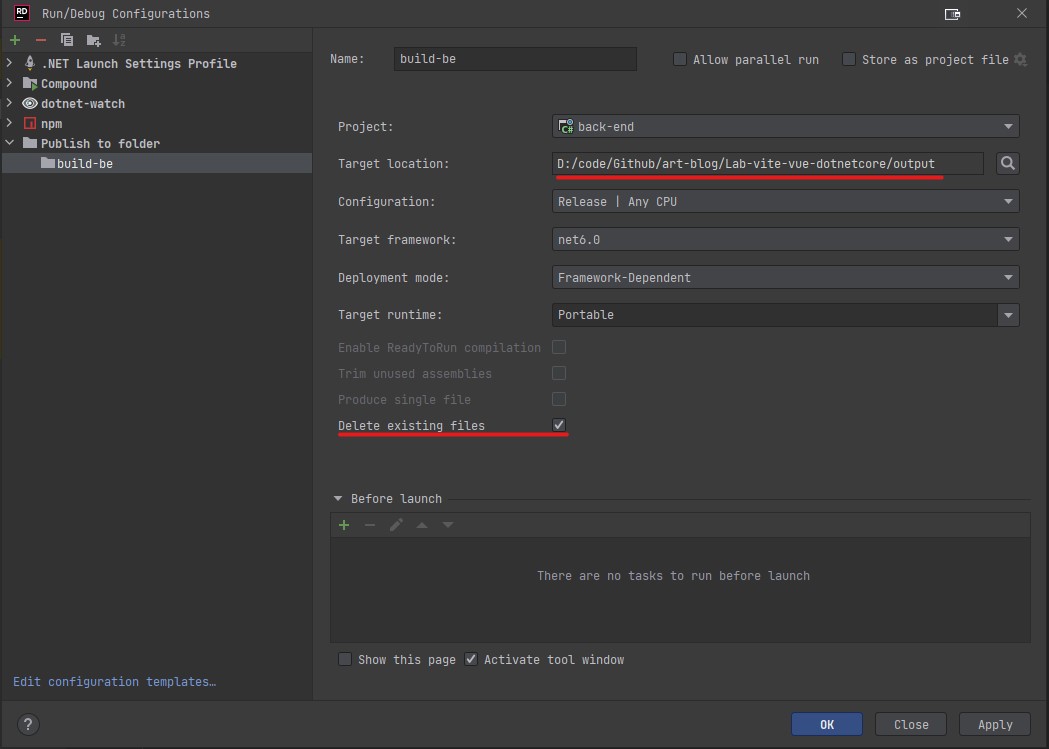 RD Run/Debug Configurations
.NET Launch Settings Profile
Compound
dotnet-watch
npm
Publish to folder
build-be
Edit configuration templates…
Name: build-be Allow parallel run Store as project file
Project: C# back-end
Target location: D:/code/Github/art-blog/Lab-vite-vue-dotnetcore/output
Configuration: Release | Any CPU
Target framework: net6.0
Deployment mode: Framework-Dependent
Target runtime: Portable
Enable ReadyToRun compilation
Trim unused assemblies
Produce single file
Delete existing files
Before launch
There are no tasks to run before launch
Show this page Activate tool window
? OK Close Apply